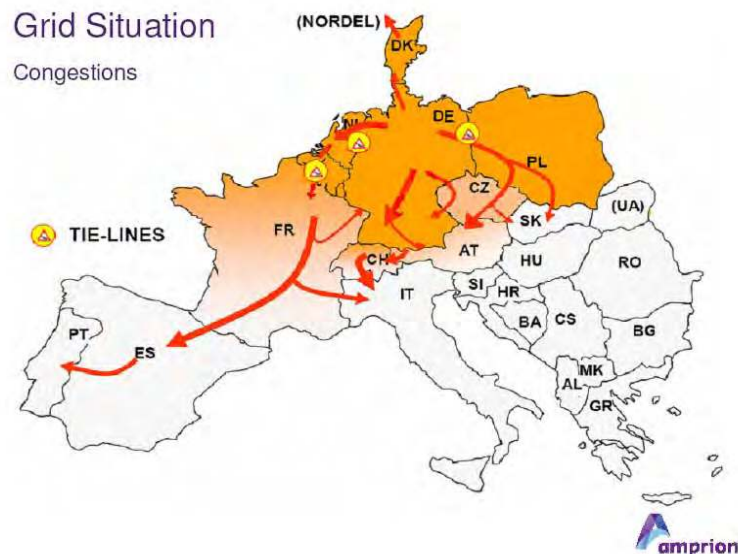 Grid Situation
Congestions
(NORDEL)
DK
DE
PL
CZ
SK
(UA)
TIE-LINES
FR
AT
CH
HU
RO
IT
SI
HR
PT
ES
BA
CS
BG
MK
AL
GR
amprion